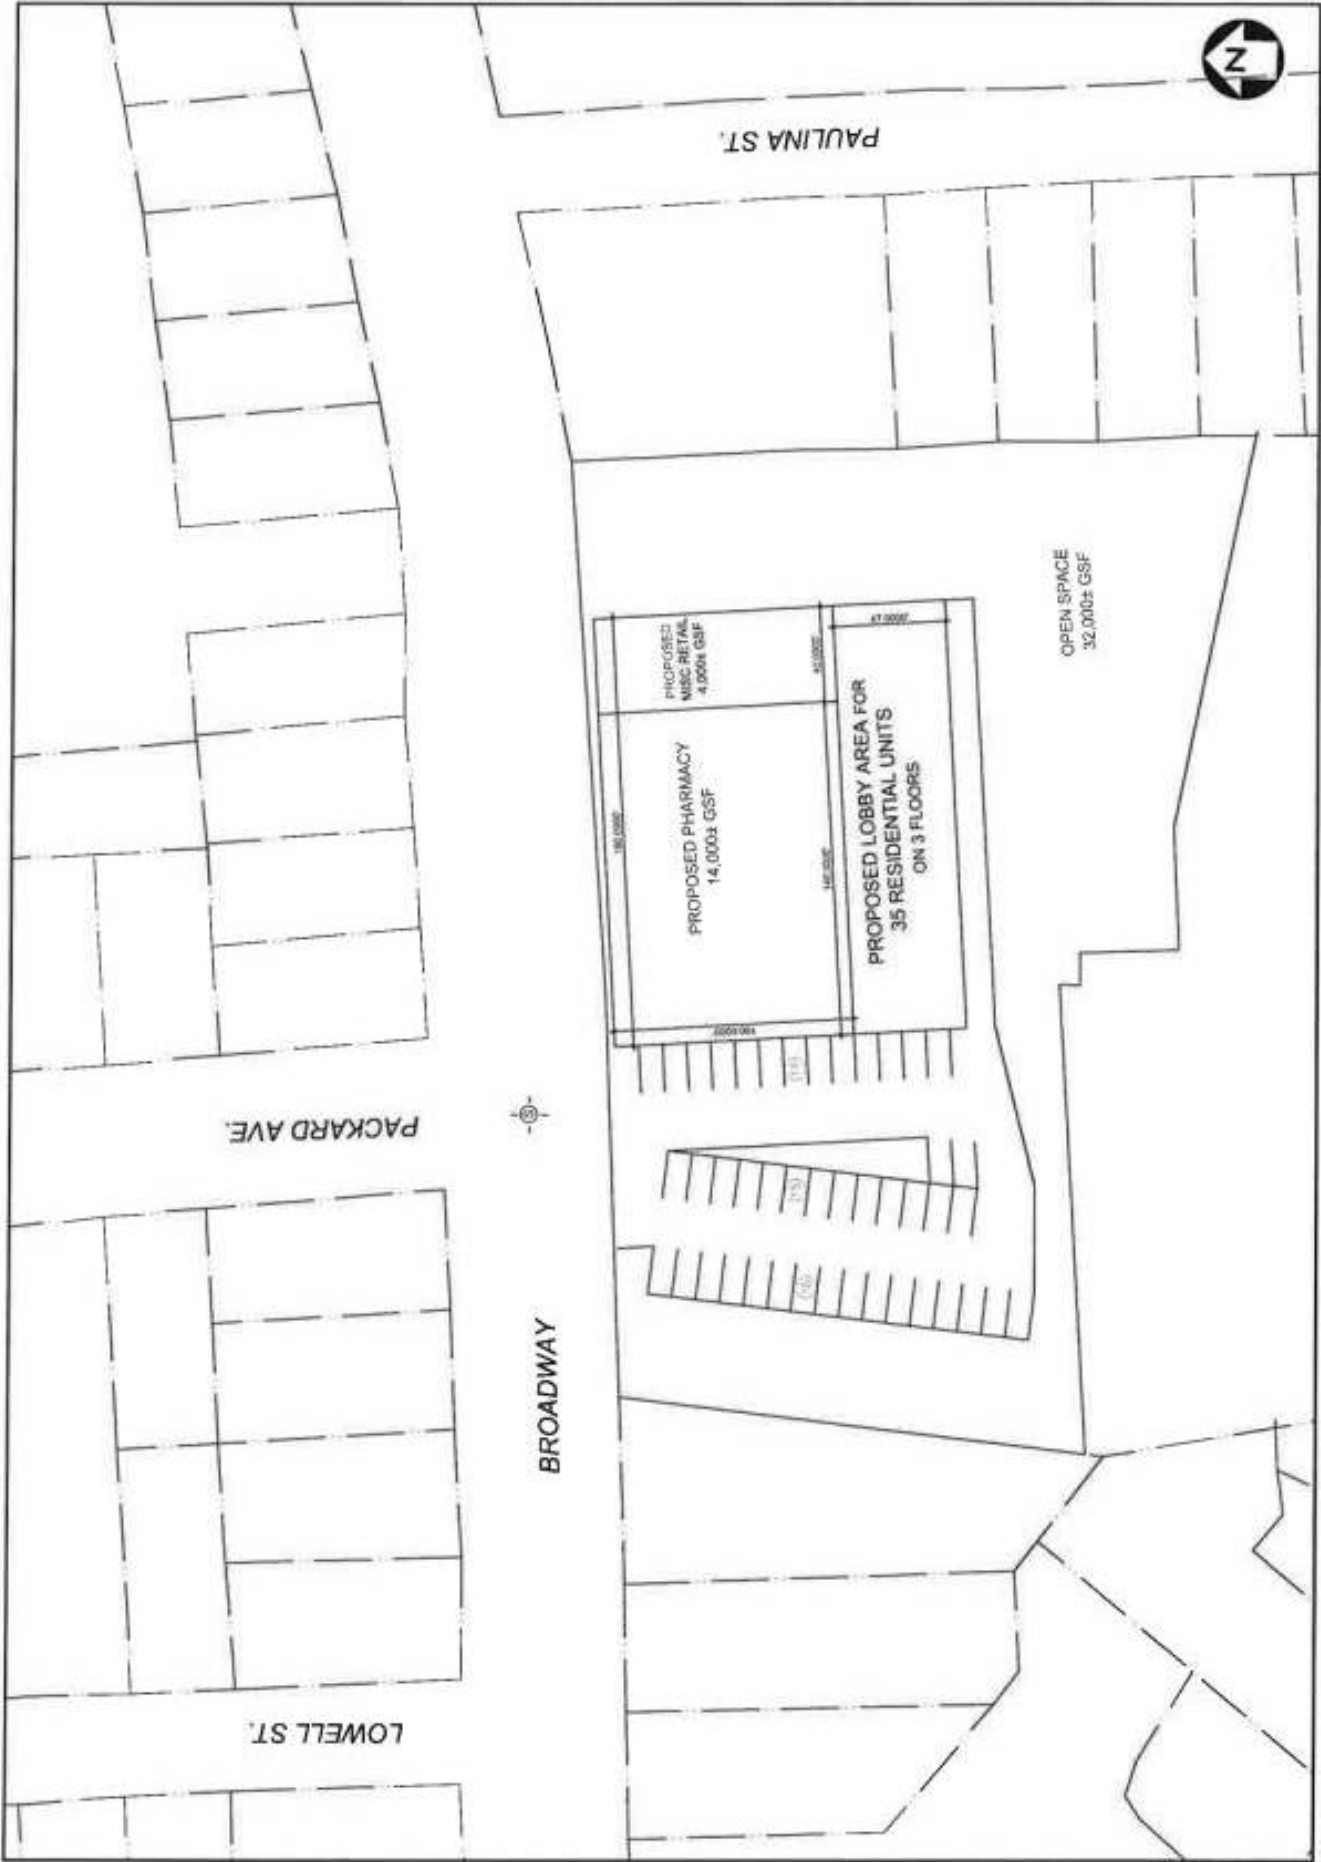 N
PAULINA ST.
PROPOSED
MISC RETAIL
4,000± GSF
PROPOSED PHARMACY
14,000± GSF
PROPOSED LOBBY AREA FOR
35 RESIDENTIAL UNITS
ON 3 FLOORS
OPEN SPACE
32,000± GSF
PACKARD AVE.
(15)
BROADWAY
LOWELL ST.